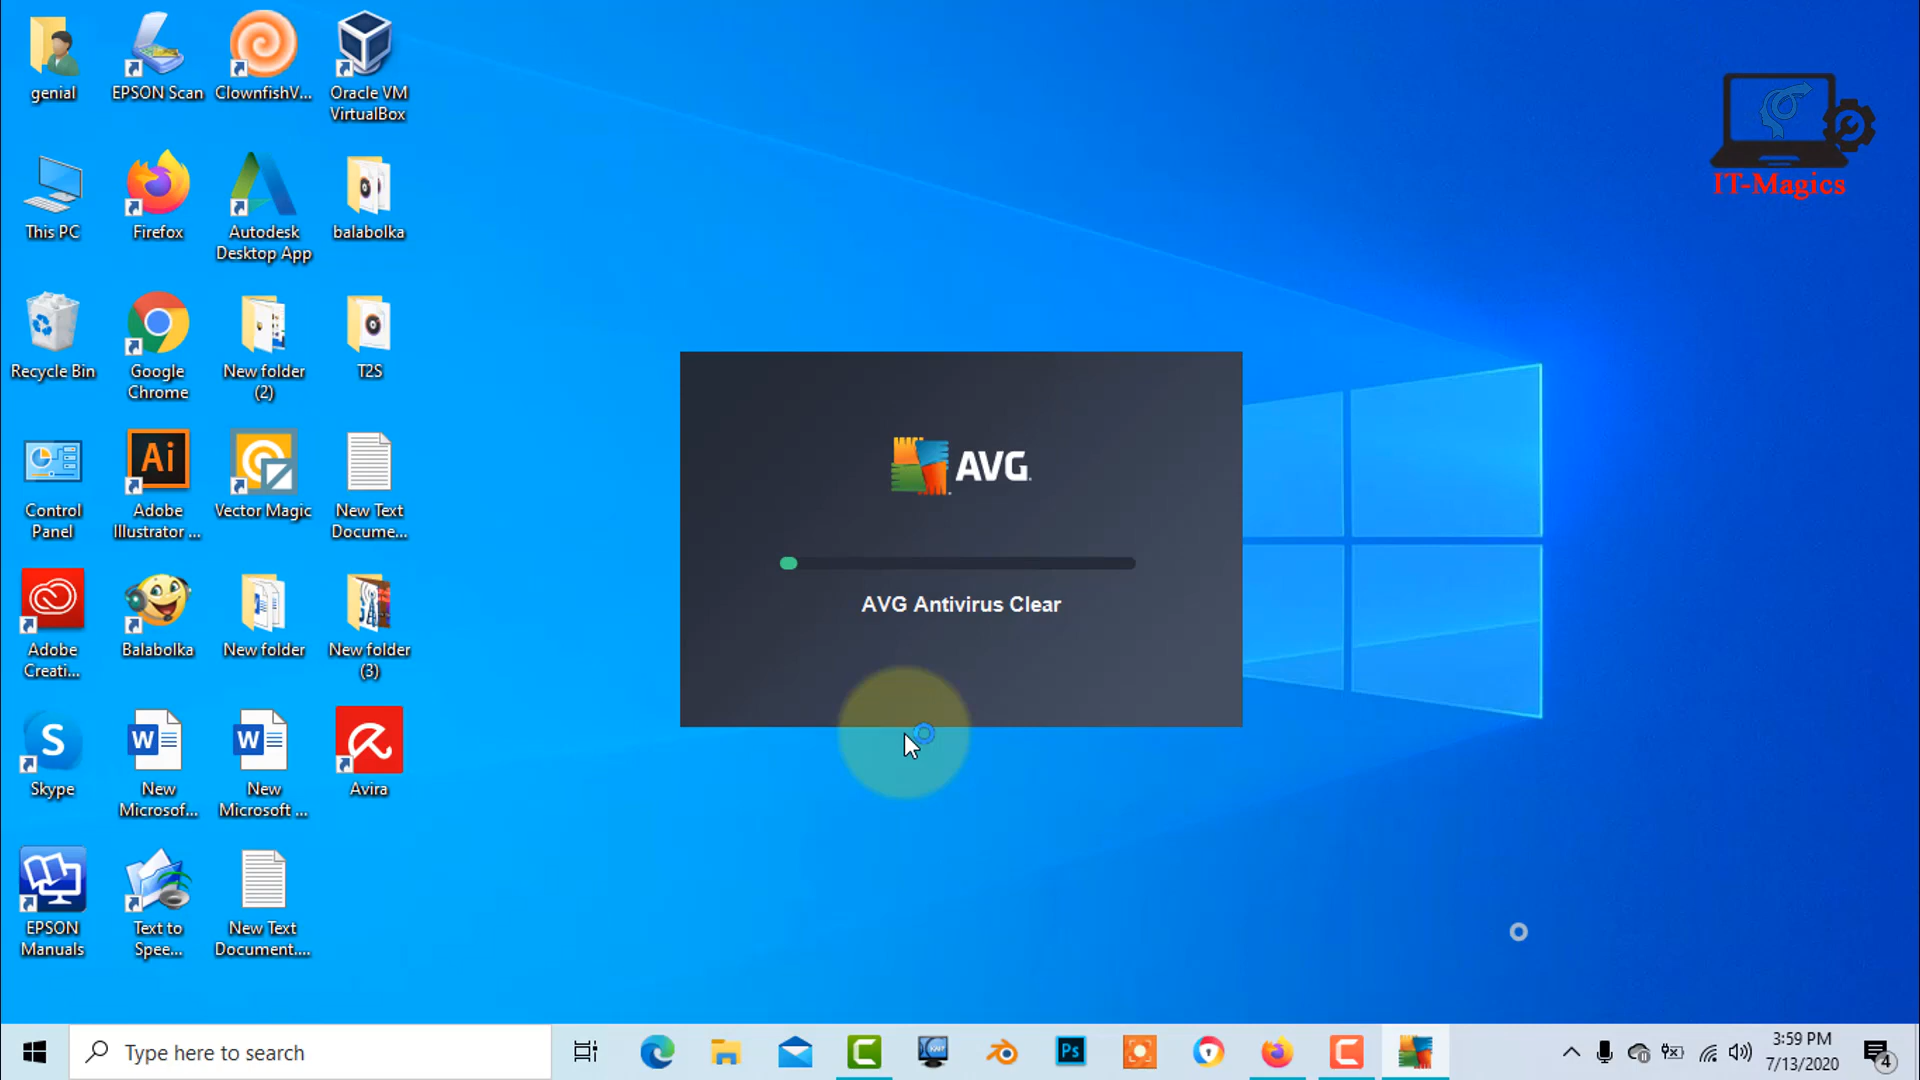 genial
EPSON Scan
ClownfishV...
Oracle VM
VirtualBox
This PC
Firefox
Autodesk
Desktop App
balabolka
Recycle Bin
Google
Chrome
New folder
(2)
T2S
Control
Panel
Ai
Adobe
Illustrator ...
Vector Magic
New Text
Docume...
Adobe
Creati...
Balabolka
New folder
New folder
(3)
S
Skype
W
New
Microsof...
W
New
Microsoft ...
Avira
EPSON
Manuals
Text to
Spee...
New Text
Document....
IT-Magics
AVG
AVG Antivirus Clear
Type here to search
Ps
3:59 PM
7/13/2020
4